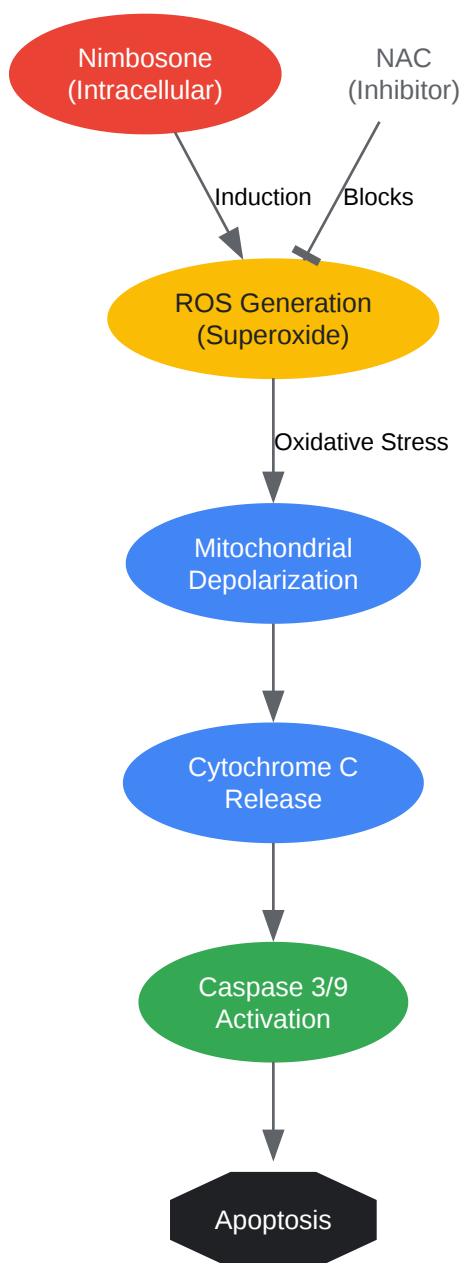 Nimbosone
(Intracellular)
NAC
(Inhibitor)
Induction
Blocks
ROS Generation
(Superoxide)
Oxidative Stress
Mitochondrial
Depolarization
Cytochrome C
Release
Caspase 3/9
Activation
Apoptosis